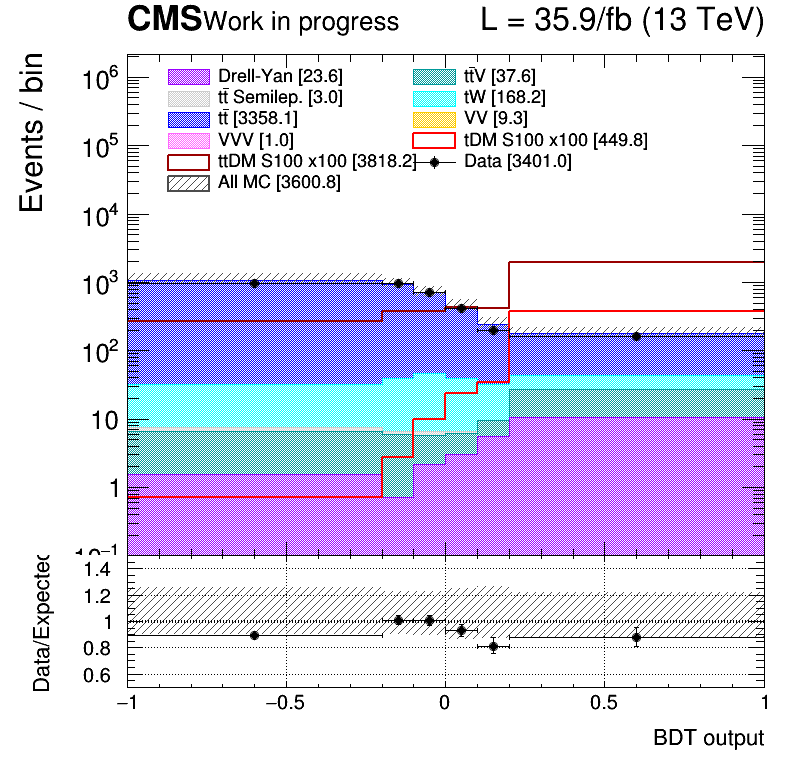 CMS Work in progress L = 35.9/fb (13 TeV)
Events / bin
Drell-Yan [23.6] tt̄V [37.6]
tt̄ Semilep. [3.0] tW [168.2]
tt̄ [3358.1] VV [9.3]
VVV [1.0] tDM S100 x100 [449.8]
ttDM S100 x100 [3818.2] Data [3401.0]
All MC [3600.8]
10⁶
10⁵
10⁴
10³
10²
10
1
10⁻¹
Data/Expected
1.4
1.2
1
0.8
0.6
−1 −0.5 0 0.5 1
BDT output